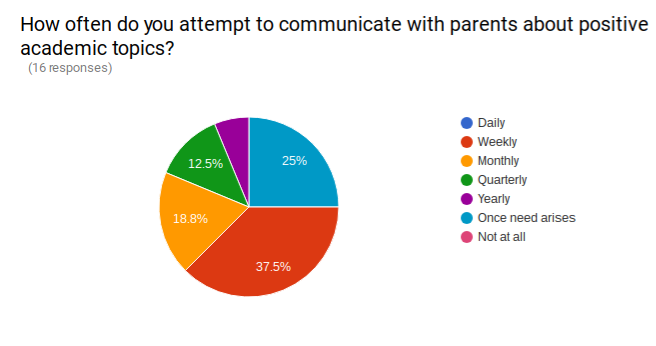 How often do you attempt to communicate with parents about positive
academic topics?
(16 responses)
Daily
Weekly
Monthly
Quarterly
Yearly
Once need arises
Not at all
25%
12.5%
18.8%
37.5%